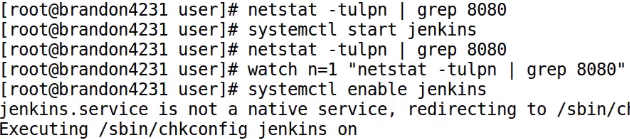 [root@brandon4231 user]# netstat -tulpn | grep 8080
[root@brandon4231 user]# systemctl start jenkins
[root@brandon4231 user]# netstat -tulpn | grep 8080
[root@brandon4231 user]# watch n=1 "netstat -tulpn | grep 8080"
[root@brandon4231 user]# systemctl enable jenkins
jenkins.service is not a native service, redirecting to /sbin/ch
Executing /sbin/chkconfig jenkins on